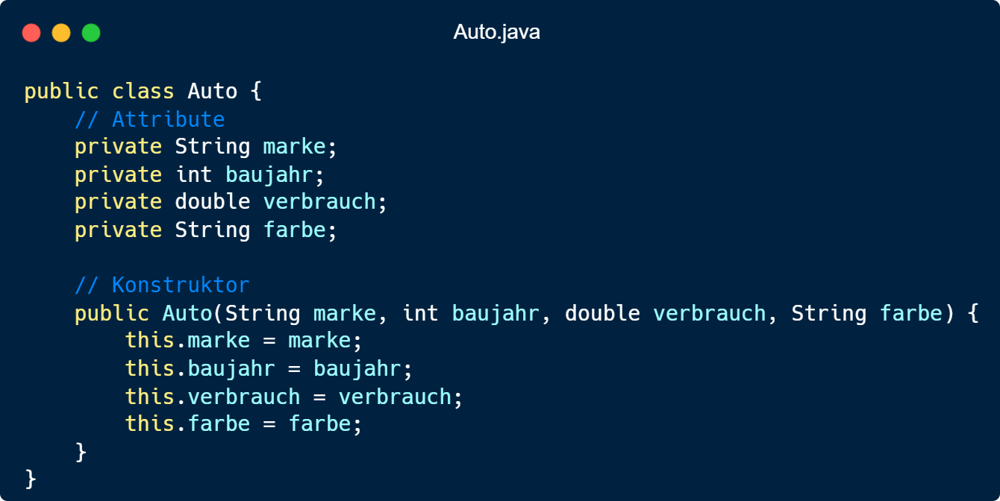 Auto.java
public class Auto {
    // Attribute
    private String marke;
    private int baujahr;
    private double verbrauch;
    private String farbe;

    // Konstruktor
    public Auto(String marke, int baujahr, double verbrauch, String farbe) {
        this.marke = marke;
        this.baujahr = baujahr;
        this.verbrauch = verbrauch;
        this.farbe = farbe;
    }
}